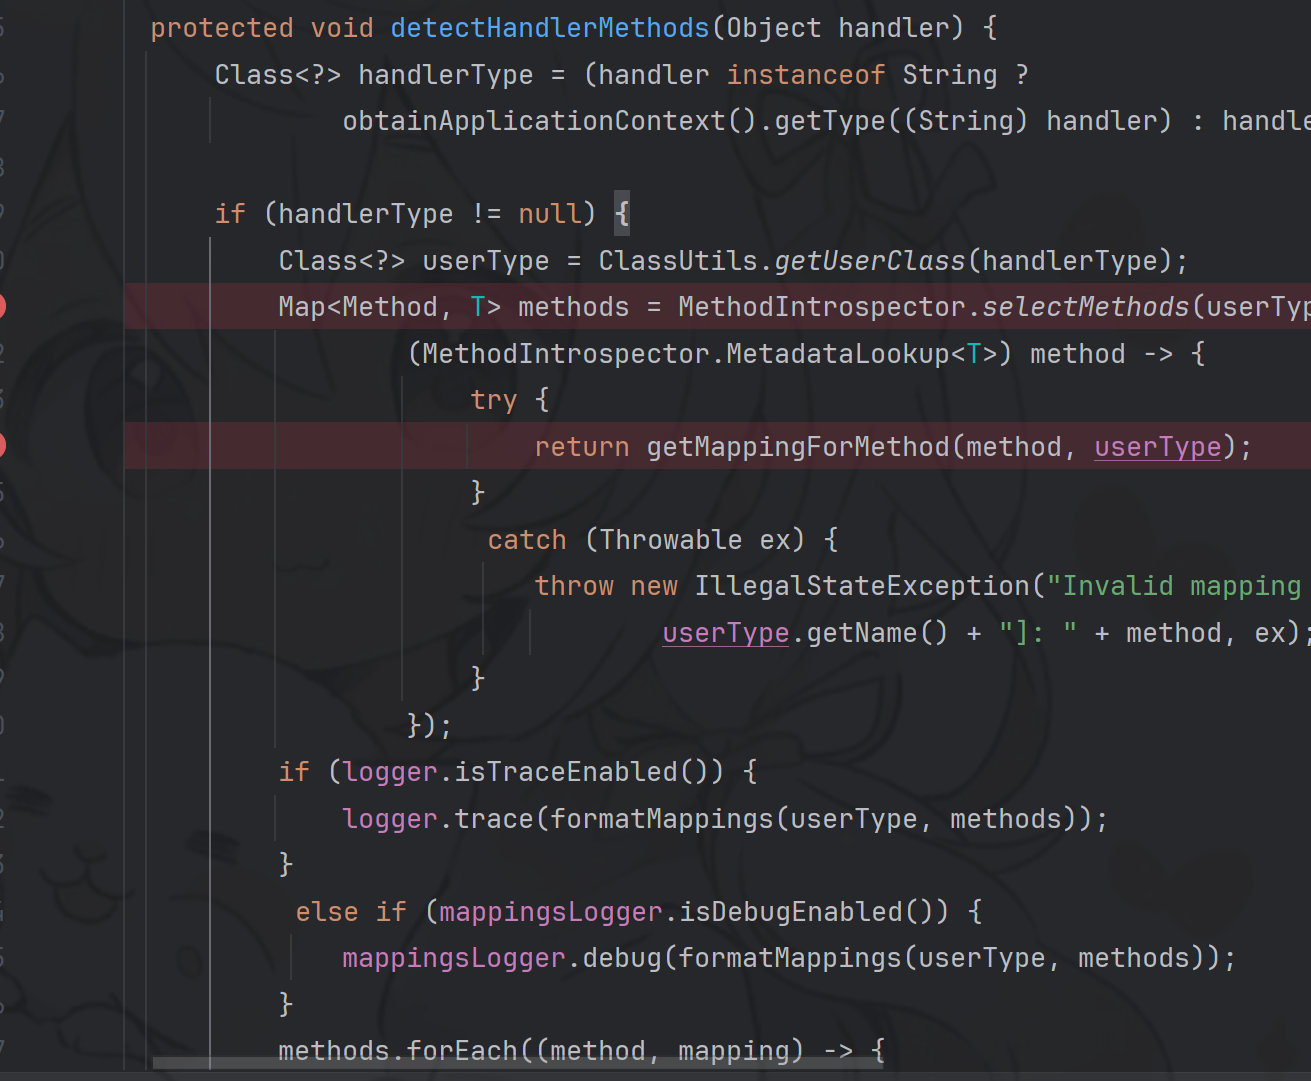 protected void detectHandlerMethods(Object handler) {
Class<?> handlerType = (handler instanceof String ?
obtainApplicationContext().getType((String) handler) : handle
if (handlerType != null) {
Class<?> userType = ClassUtils.getUserClass(handlerType);
Map<Method, T> methods = MethodIntrospector.selectMethods(userTyp
(MethodIntrospector.MetadataLookup<T>) method -> {
try {
return getMappingForMethod(method, userType);
}
catch (Throwable ex) {
throw new IllegalStateException("Invalid mapping
userType.getName() + "]: " + method, ex);
}
});
if (logger.isTraceEnabled()) {
logger.trace(formatMappings(userType, methods));
}
else if (mappingsLogger.isDebugEnabled()) {
mappingsLogger.debug(formatMappings(userType, methods));
}
methods.forEach((method, mapping) -> {